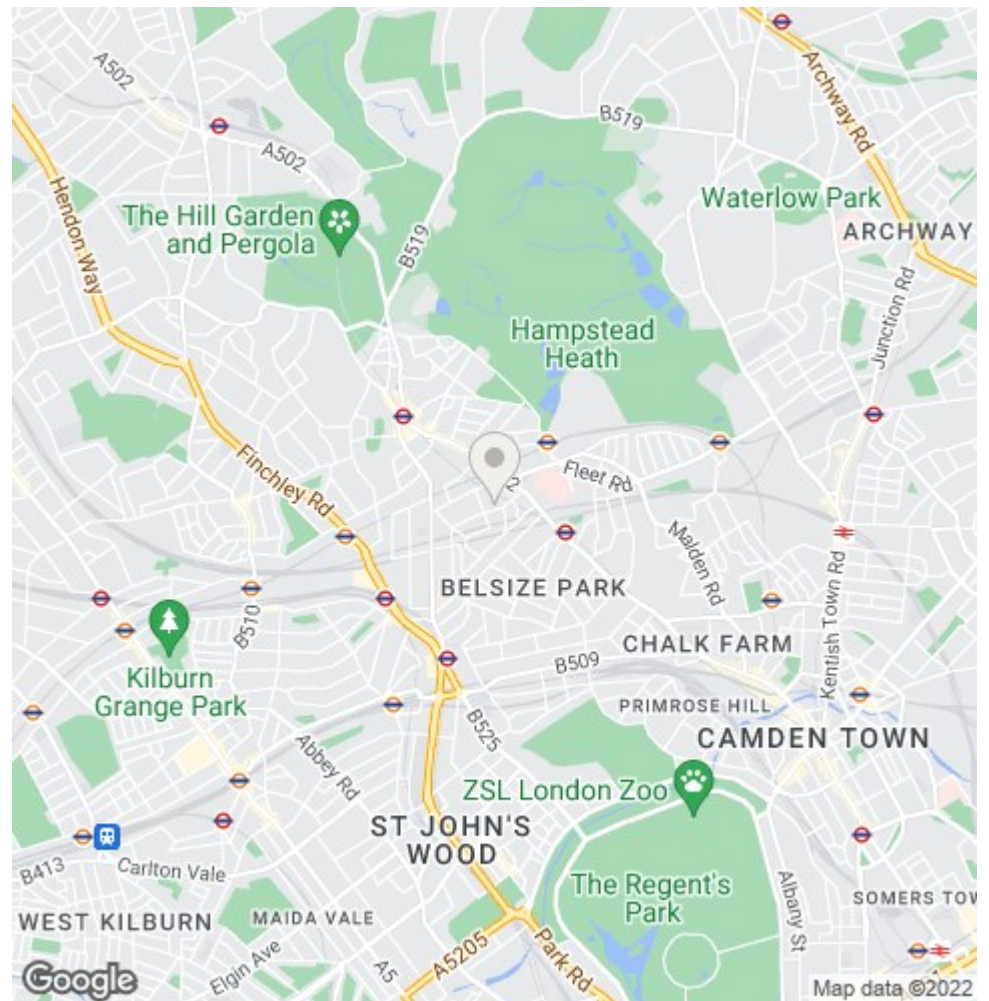 A502
A502
B519
Archway Rd
Waterlow Park
ARCHWAY
The Hill Garden
and Pergola
B519
Hendon Way
Junction Rd
Hampstead
Heath
Finchley Rd
Fleet Rd
2
Malden Rd
BELSIZE PARK
Kentish Town Rd
B510
CHALK FARM
Kilburn
Grange Park
B509
PRIMROSE HILL
B525
CAMDEN TOWN
Abbey Rd
ZSL London Zoo
ST JOHN'S
WOOD
B413
Carlton Vale
The Regent's
Park
Albany St
SOMERS TOW
WEST KILBURN
MAIDA VALE
Elgin Ave
A5
A5205
Park Rd
Google
Map data ©2022